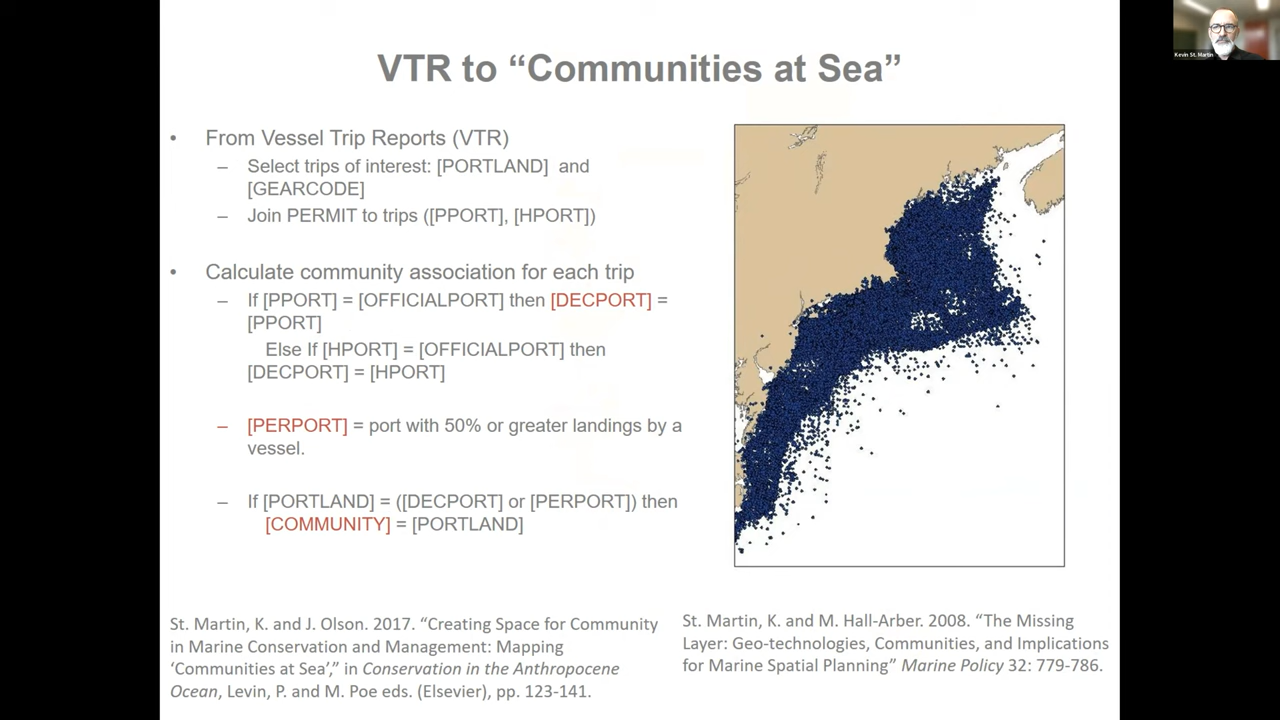 VTR to “Communities at Sea”
• From Vessel Trip Reports (VTR)
– Select trips of interest: [PORTLAND] and
[GEARCODE]
– Join PERMIT to trips ([PPORT], [HPORT])
• Calculate community association for each trip
– If [PPORT] = [OFFICIALPORT] then [DECPORT] =
[PPORT]
Else If [HPORT] = [OFFICIALPORT] then
[DECPORT] = [HPORT]
– [PERPORT] = port with 50% or greater landings by a
vessel.
– If [PORTLAND] = ([DECPORT] or [PERPORT]) then
[COMMUNITY] = [PORTLAND]
St. Martin, K. and J. Olson. 2017. “Creating Space for Community
in Marine Conservation and Management: Mapping
‘Communities at Sea’,” in Conservation in the Anthropocene
Ocean, Levin, P. and M. Poe eds. (Elsevier), pp. 123-141.
St. Martin, K. and M. Hall-Arber. 2008. “The Missing
Layer: Geo-technologies, Communities, and Implications
for Marine Spatial Planning” Marine Policy 32: 779-786.
Kevin St. Martin